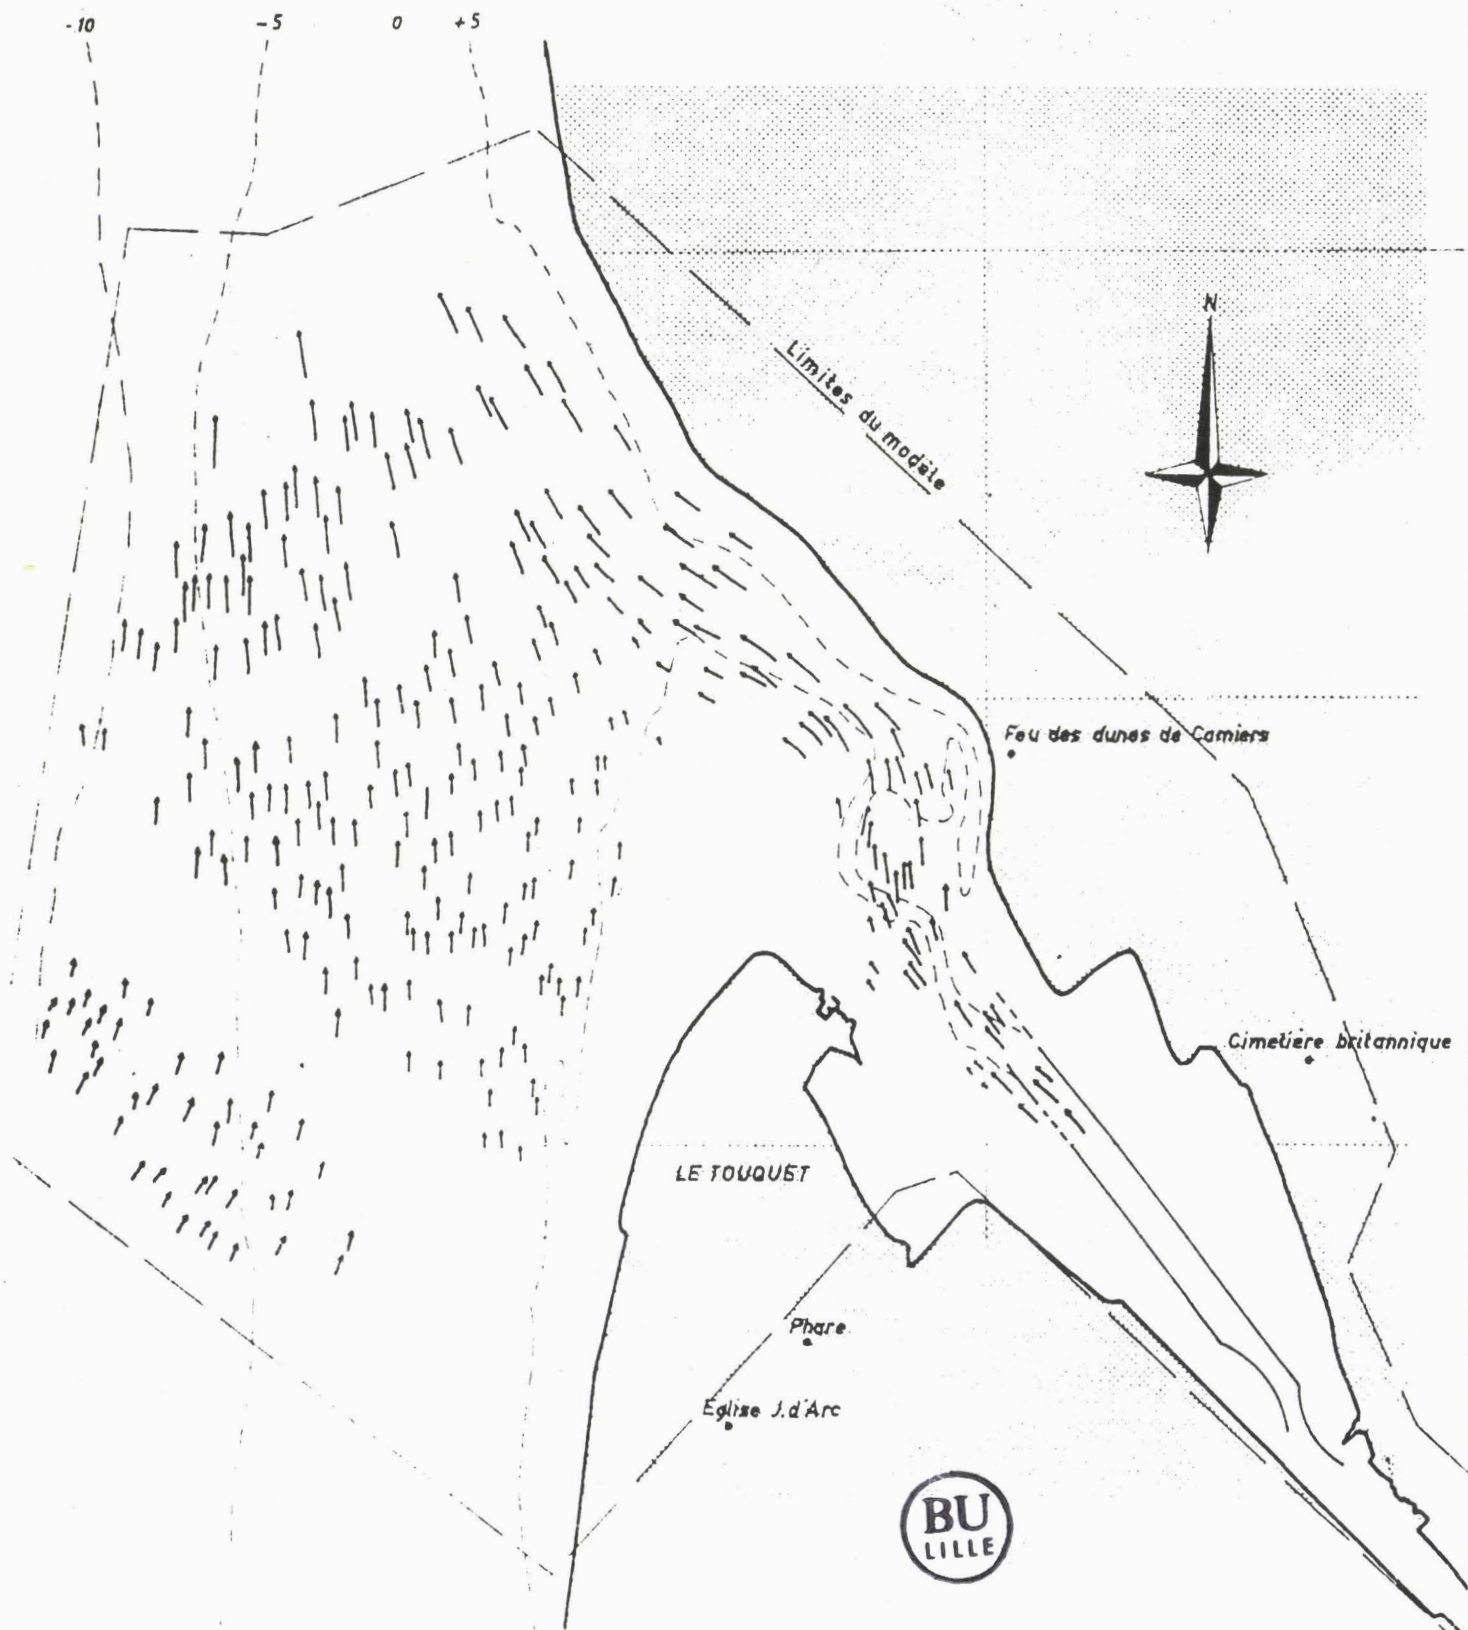 -10 -5 0 +5
N
Limites du modèle
Feu des dunes de Camiers
Cimetière britannique
LE TOUQUET
Phare
Eglise J.d'Arc
BU
LILLE